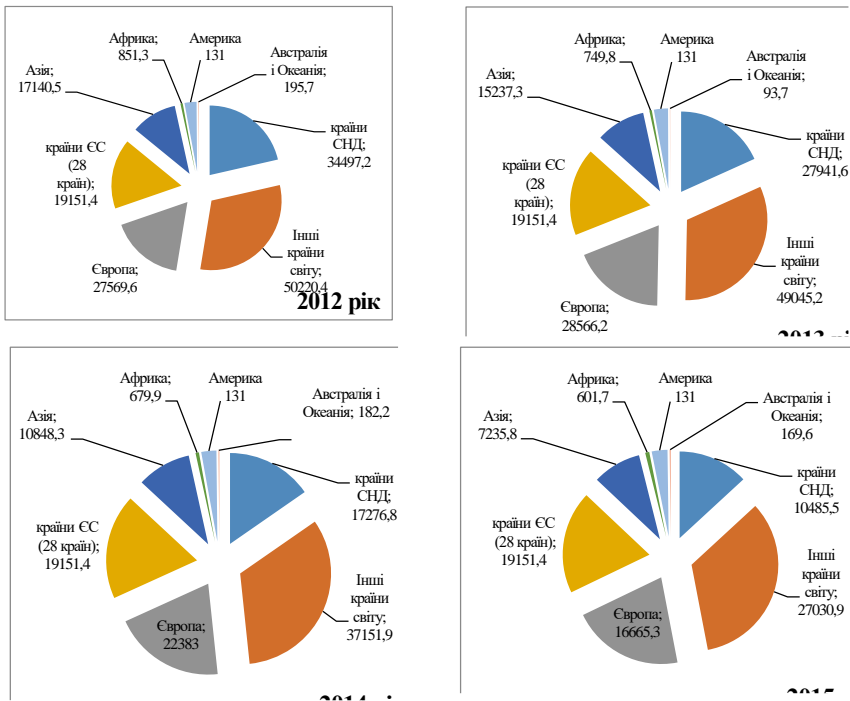 Африка;
851,3
Америка
131
Австралія
і Океанія;
195,7
Азія;
17140,5
країни
СНД;
34497,2
країни ЄС
(28
країн);
19151,4
Європа;
27569,6
Інші
країни
світу;
50220,4
2012 рік
Африка;
749,8
Америка
131
Австралія
і Океанія;
93,7
Азія;
15237,3
країни
СНД;
27941,6
країни ЄС
(28
країн);
19151,4
Європа;
28566,2
Інші
країни
світу;
49045,2
2013 рі
Африка;
679,9
Америка
131
Австралія і
Океанія; 182,2
Азія;
10848,3
країни
СНД;
17276,8
країни ЄС
(28 країн);
19151,4
Європа;
22383
Інші
країни
світу;
37151,9
2014 рі
Африка;
601,7
Америка
131
Австралія і
Океанія;
169,6
Азія;
7235,8
країни
СНД;
10485,5
країни ЄС
(28 країн);
19151,4
Європа;
16665,3
Інші
країни
світу;
27030,9
2015